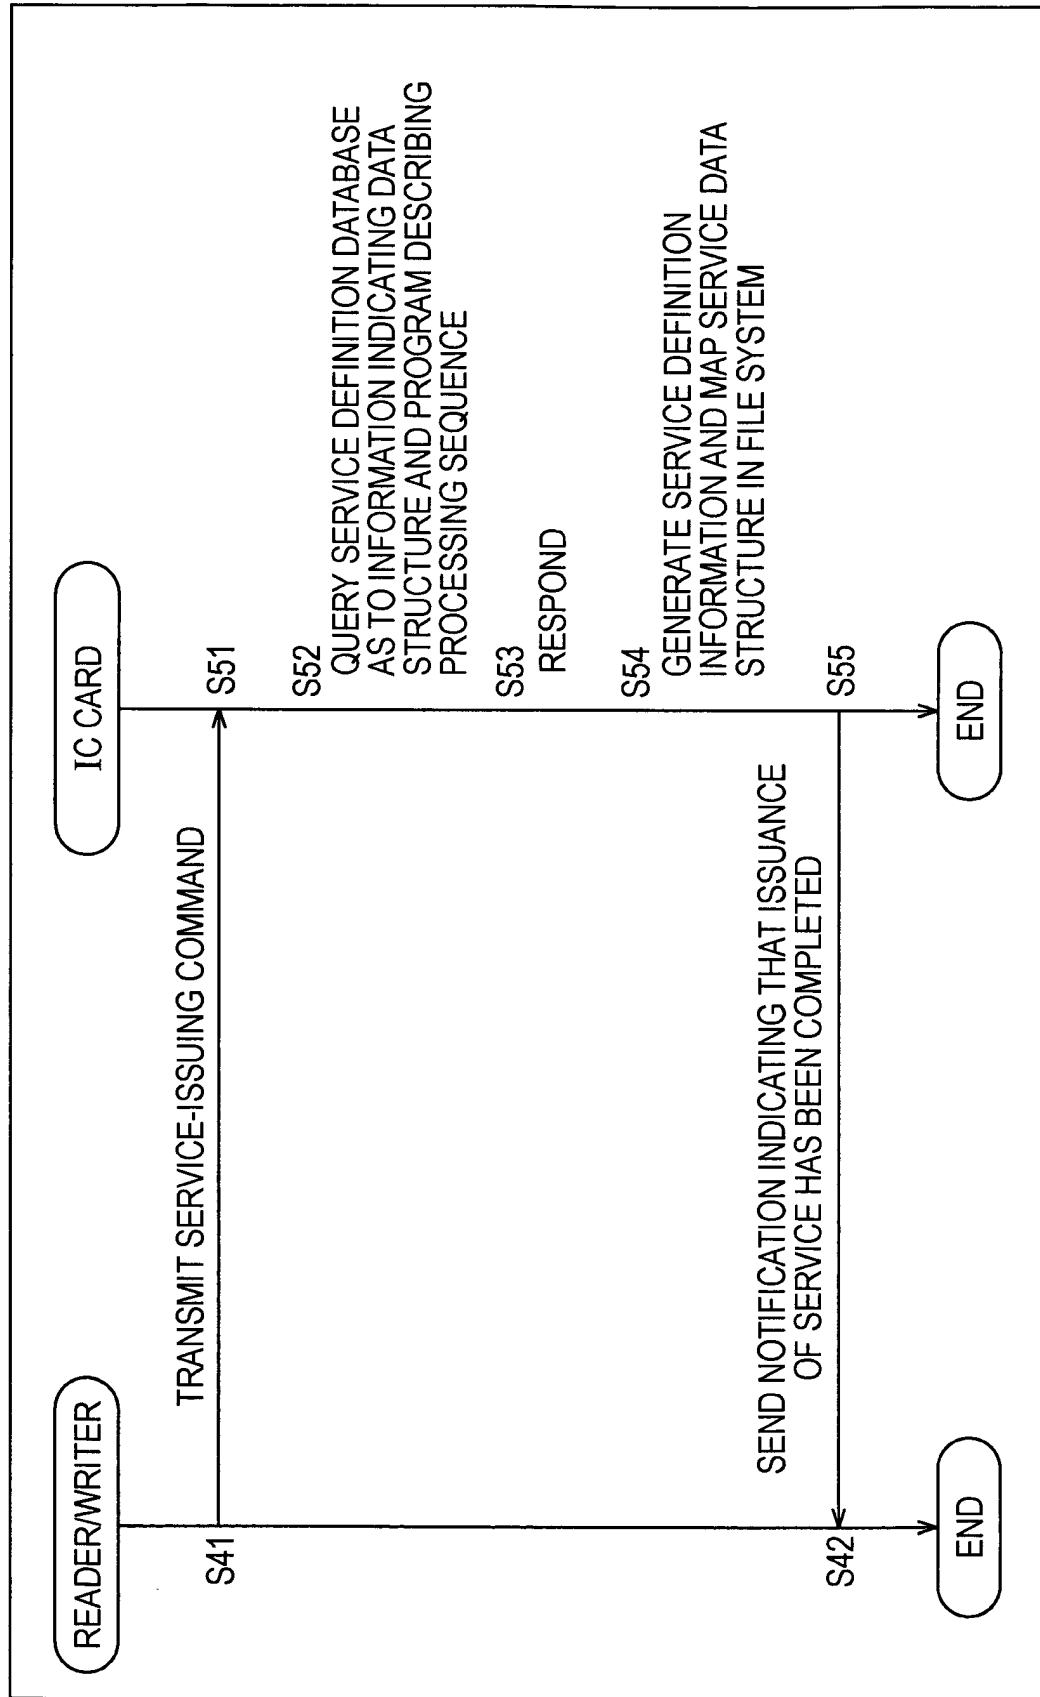 READER/WRITER
IC CARD
S41
TRANSMIT SERVICE-ISSUING COMMAND
S51
S52
QUERY SERVICE DEFINITION DATABASE
AS TO INFORMATION INDICATING DATA
STRUCTURE AND PROGRAM DESCRIBING
PROCESSING SEQUENCE
S53
RESPOND
S54
GENERATE SERVICE DEFINITION
INFORMATION AND MAP SERVICE DATA
STRUCTURE IN FILE SYSTEM
SEND NOTIFICATION INDICATING THAT ISSUANCE
OF SERVICE HAS BEEN COMPLETED
S42
S55
END
END